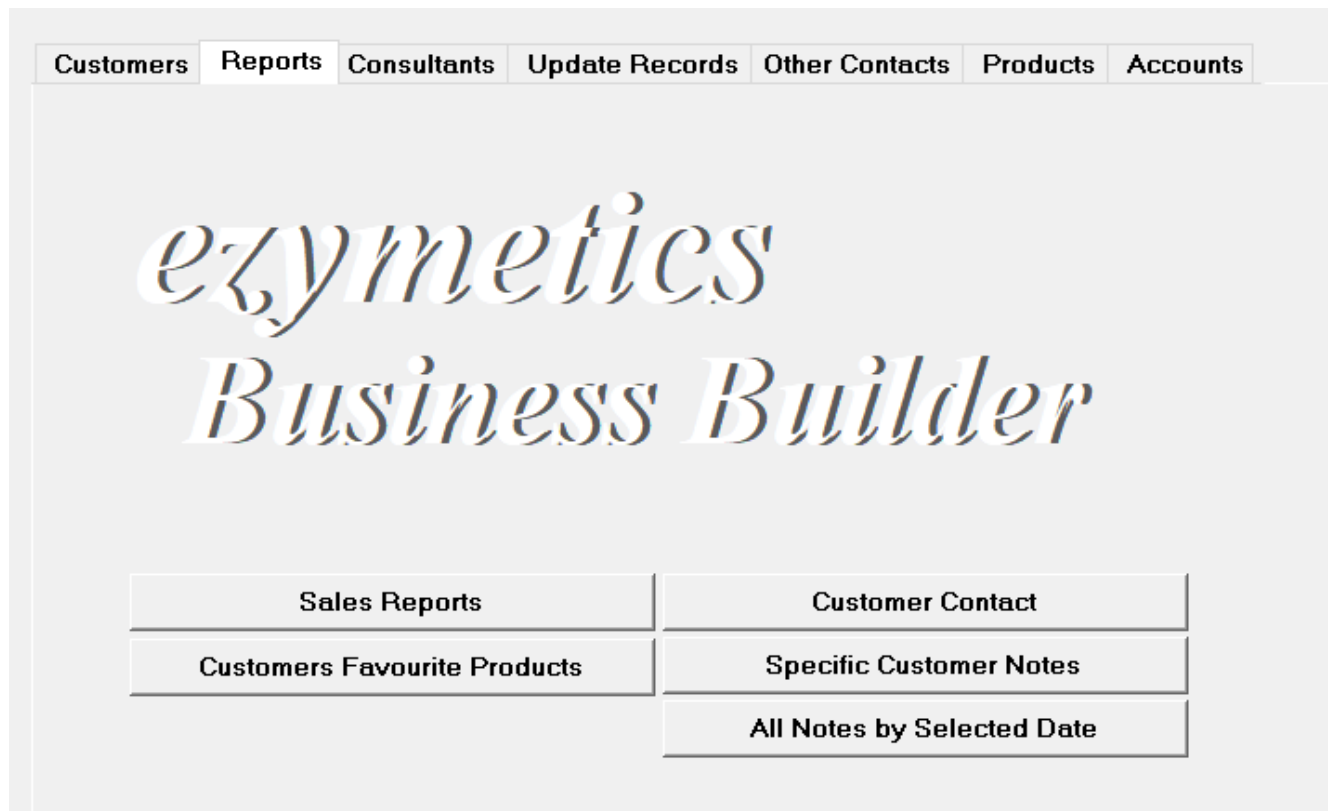 Customers Reports Consultants Update Records Other Contacts Products Accounts
ezymetics
Business Builder
Sales Reports Customer Contact
Customers Favourite Products Specific Customer Notes
All Notes by Selected Date